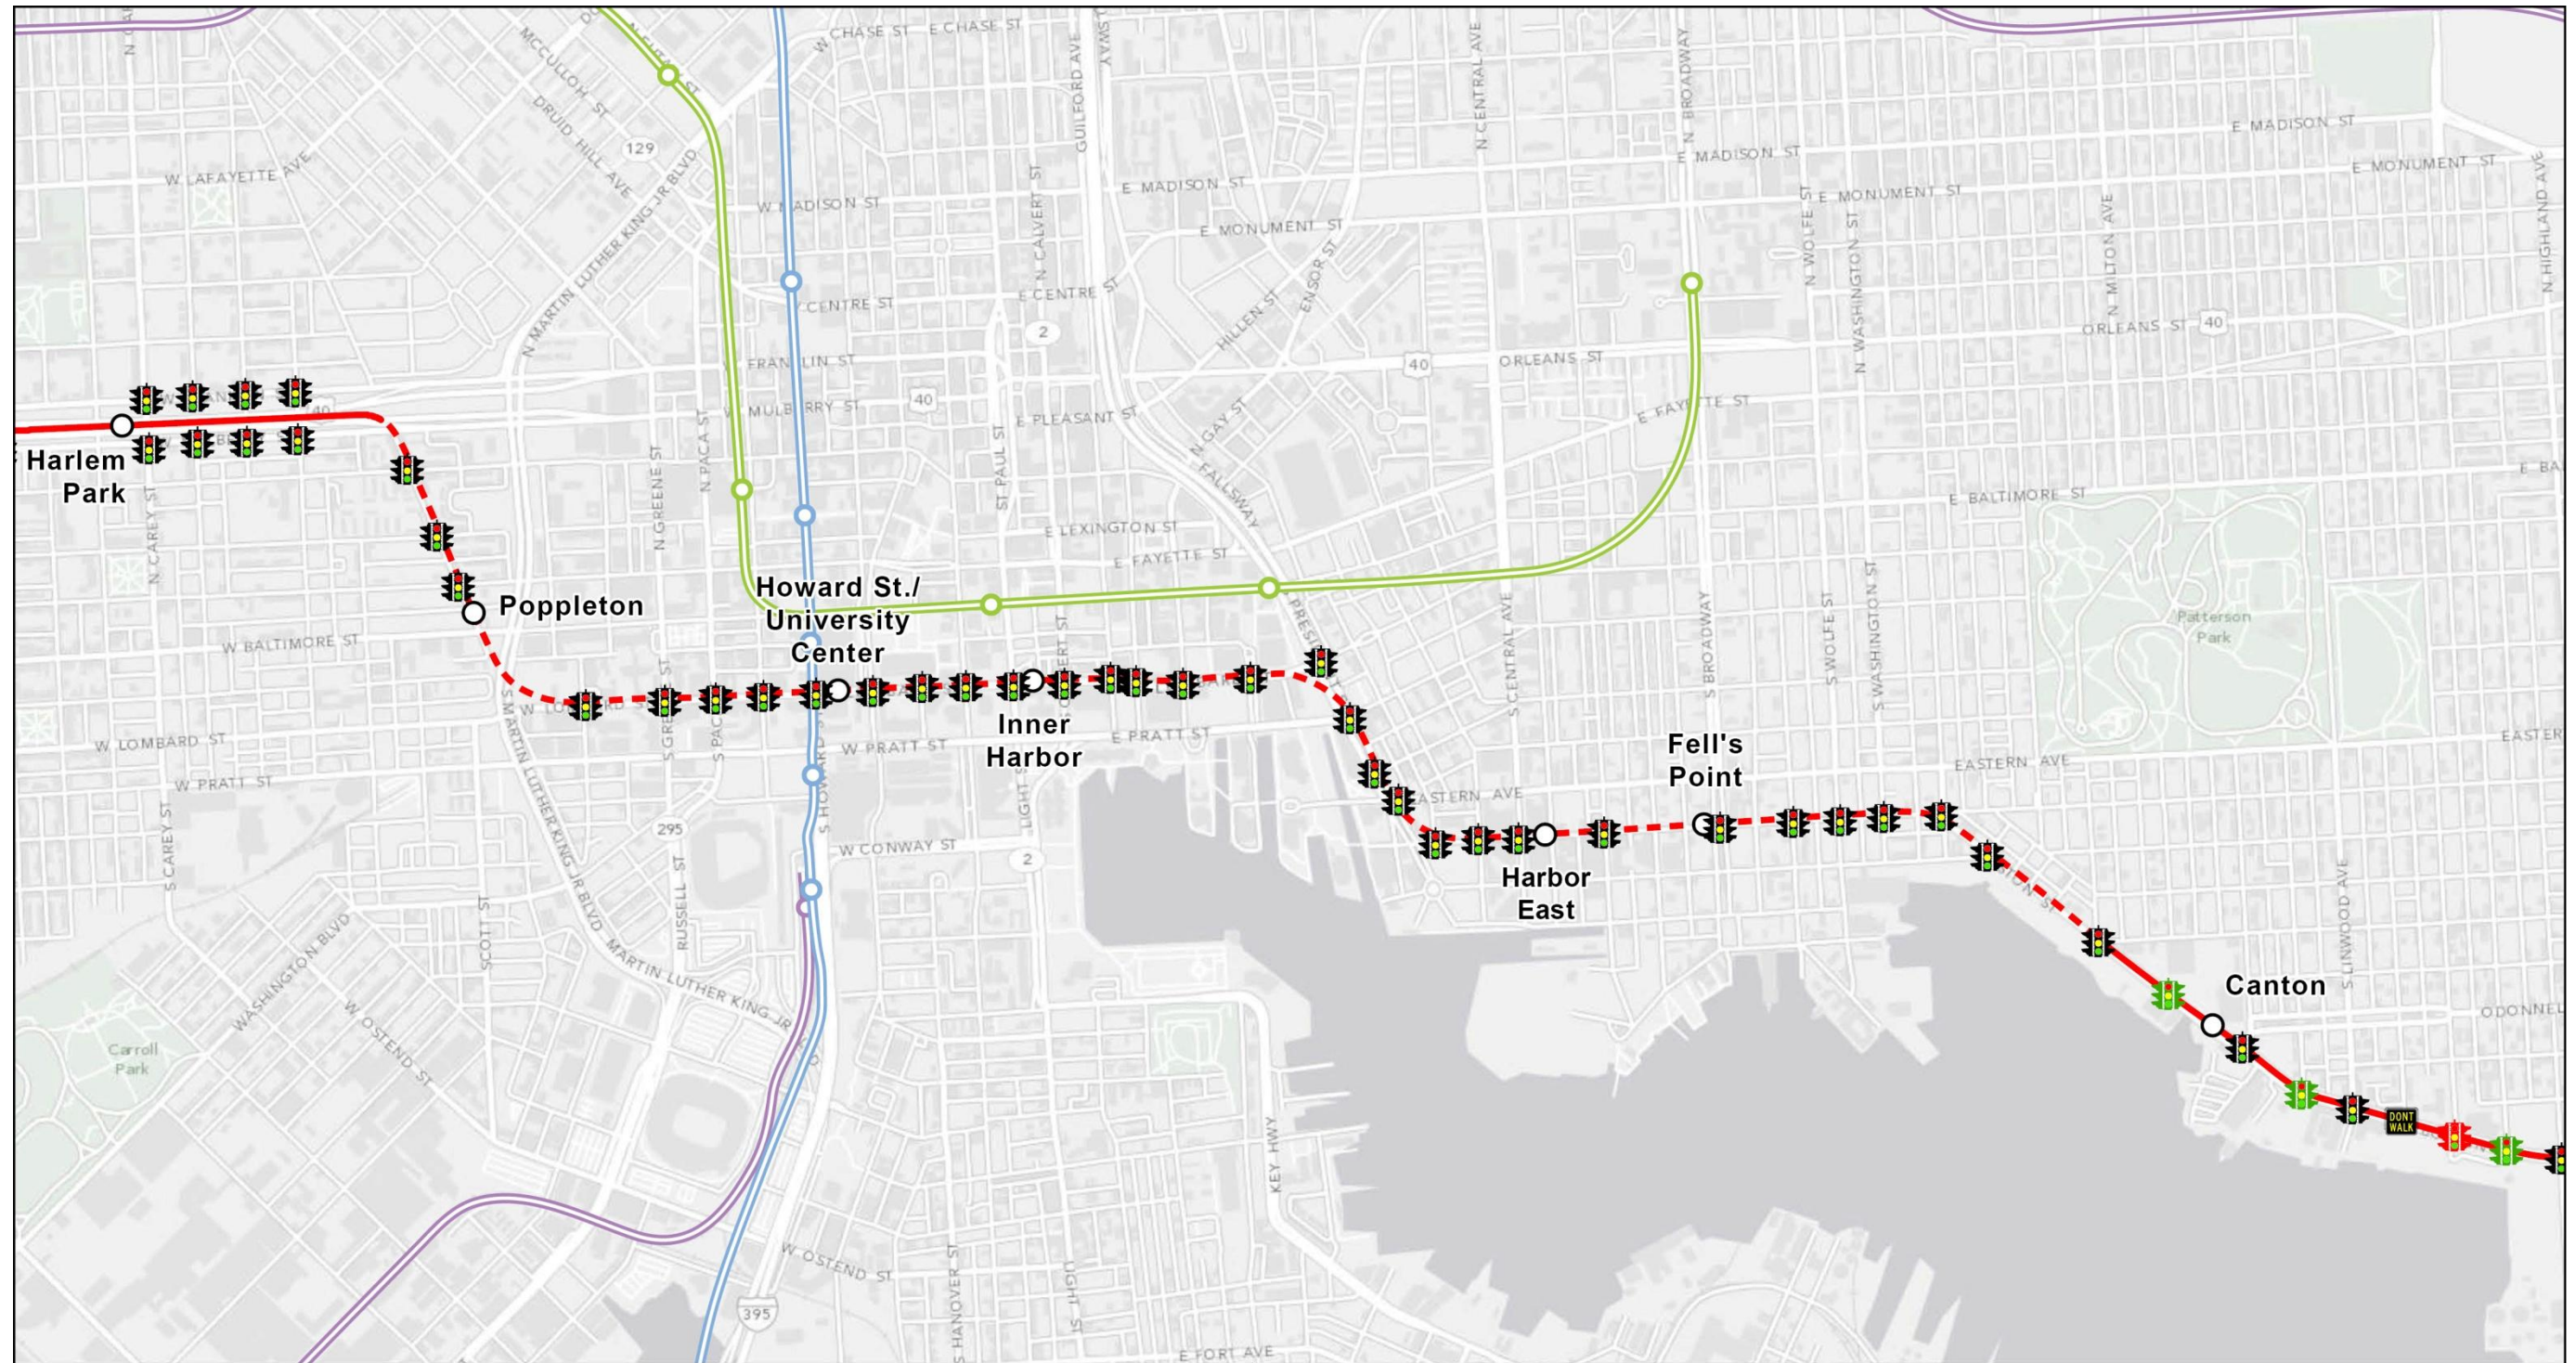 W CHASE ST
E CHASE ST
MCCULLOH ST
DRUID HILL AVE
129
GUILFORD AVE
N CENTRAL AVE
N BROADWAY
W LAFAYETTE AVE
N MARTIN LUTHER KING JR BLVD
W MADISON ST
E MADISON ST
E MADISON ST
E MADISON ST
E MONUMENT ST
E MONUMENT ST
E MONUMENT ST
N CALVERT ST
CENTRE ST
E CENTRE ST
2
HILLEN ST
ENSOR ST
N WOLFE ST
N WASHINGTON ST
N MILTON AVE
N HIGHLAND AVE
ORLEANS ST
40
ORLEANS ST
40
40
40
E PLEASANT ST
N GAY ST
FALLSWAY
E FAYETTE ST
Harlem
Park
N CAREY ST
N GREENE ST
N PACA ST
ST PAUL ST
E LEXINGTON ST
E FAYETTE ST
E BALTIMORE ST
Poppleton
Howard St./
University
Center
W BALTIMORE ST
S CENTRAL AVE
S BROADWAY
S WOLFE ST
S WASHINGTON ST
Patterson
Park
Inner
Harbor
W LOMBARD ST
W PRATT ST
W PRATT ST
E PRATT ST
S MARTIN LUTHER KING JR BLVD
Fell's
Point
EASTERN AVE
EASTERN AVE
EASTER
S CAREY ST
295
RUSSELL ST
S HOWARD ST
W CONWAY ST
LIGHT S
2
Harbor
East
S LINWOOD AVE
SCOTT ST
WASHINGTON BLVD
MARTIN LUTHER KING JR
W OSTEND ST
Canton
ODONNEL
Carroll
Park
DONT
WALK
KEY HWY
W OSTEND ST
S HANOVER ST
LIGHT ST
395
E FORT AVE